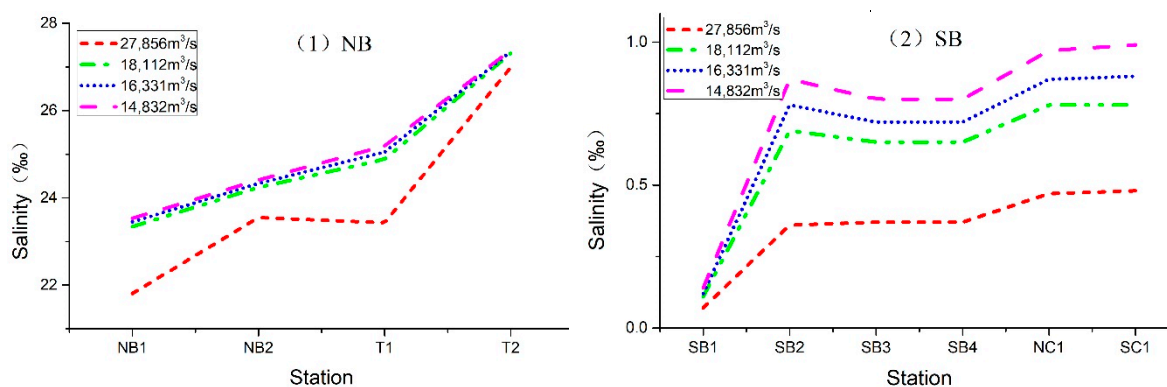 28
26
24
22
Salinity (‰)
27,856m³/s
18,112m³/s
16,331m³/s
14,832m³/s
（1）NB
NB1 NB2 T1 T2
Station
1.0
0.5
0.0
Salinity (‰)
27,856m³/s
18,112m³/s
16,331m³/s
14,832m³/s
（2）SB
SB1 SB2 SB3 SB4 NC1 SC1
Station